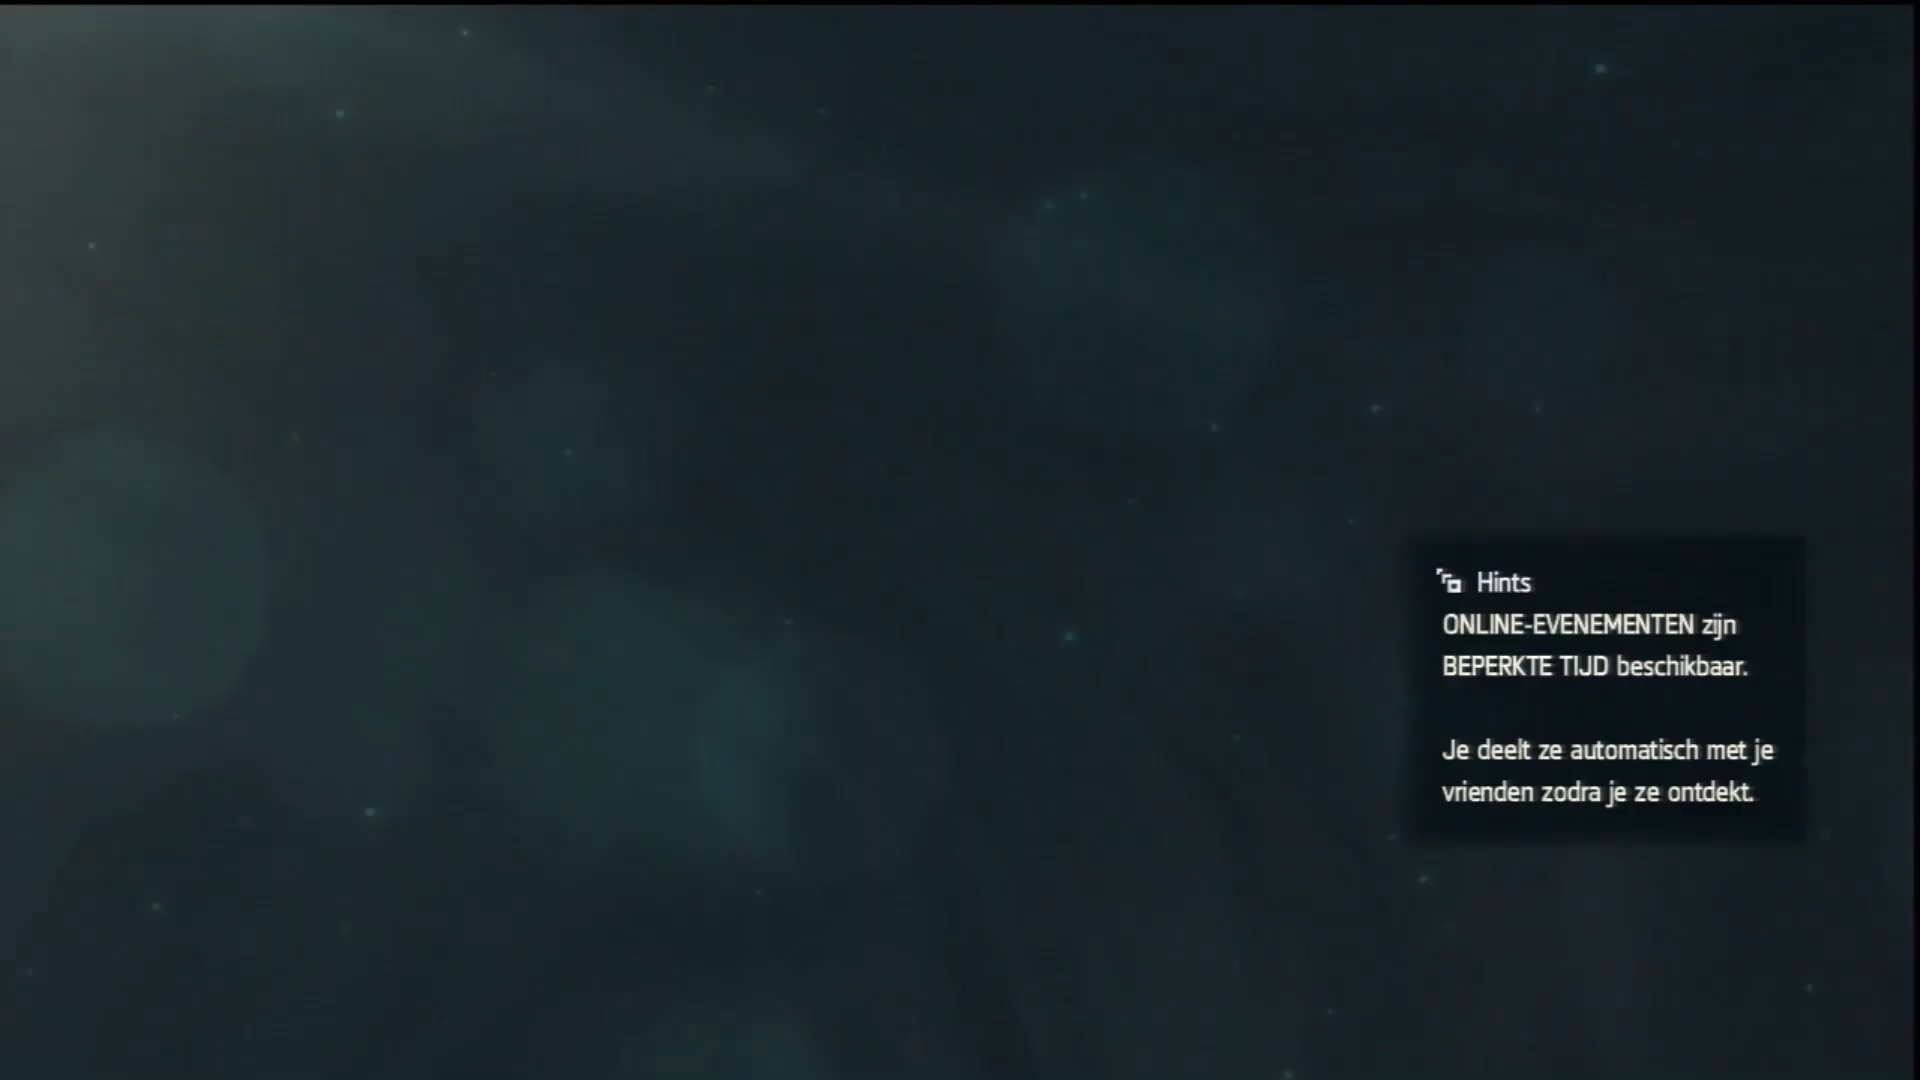 Hints
ONLINE-EVENEMENTEN zijn
BEPERKTE TIJD beschikbaar.
Je deelt ze automatisch met je
vrienden zodra je ze ontdekt.